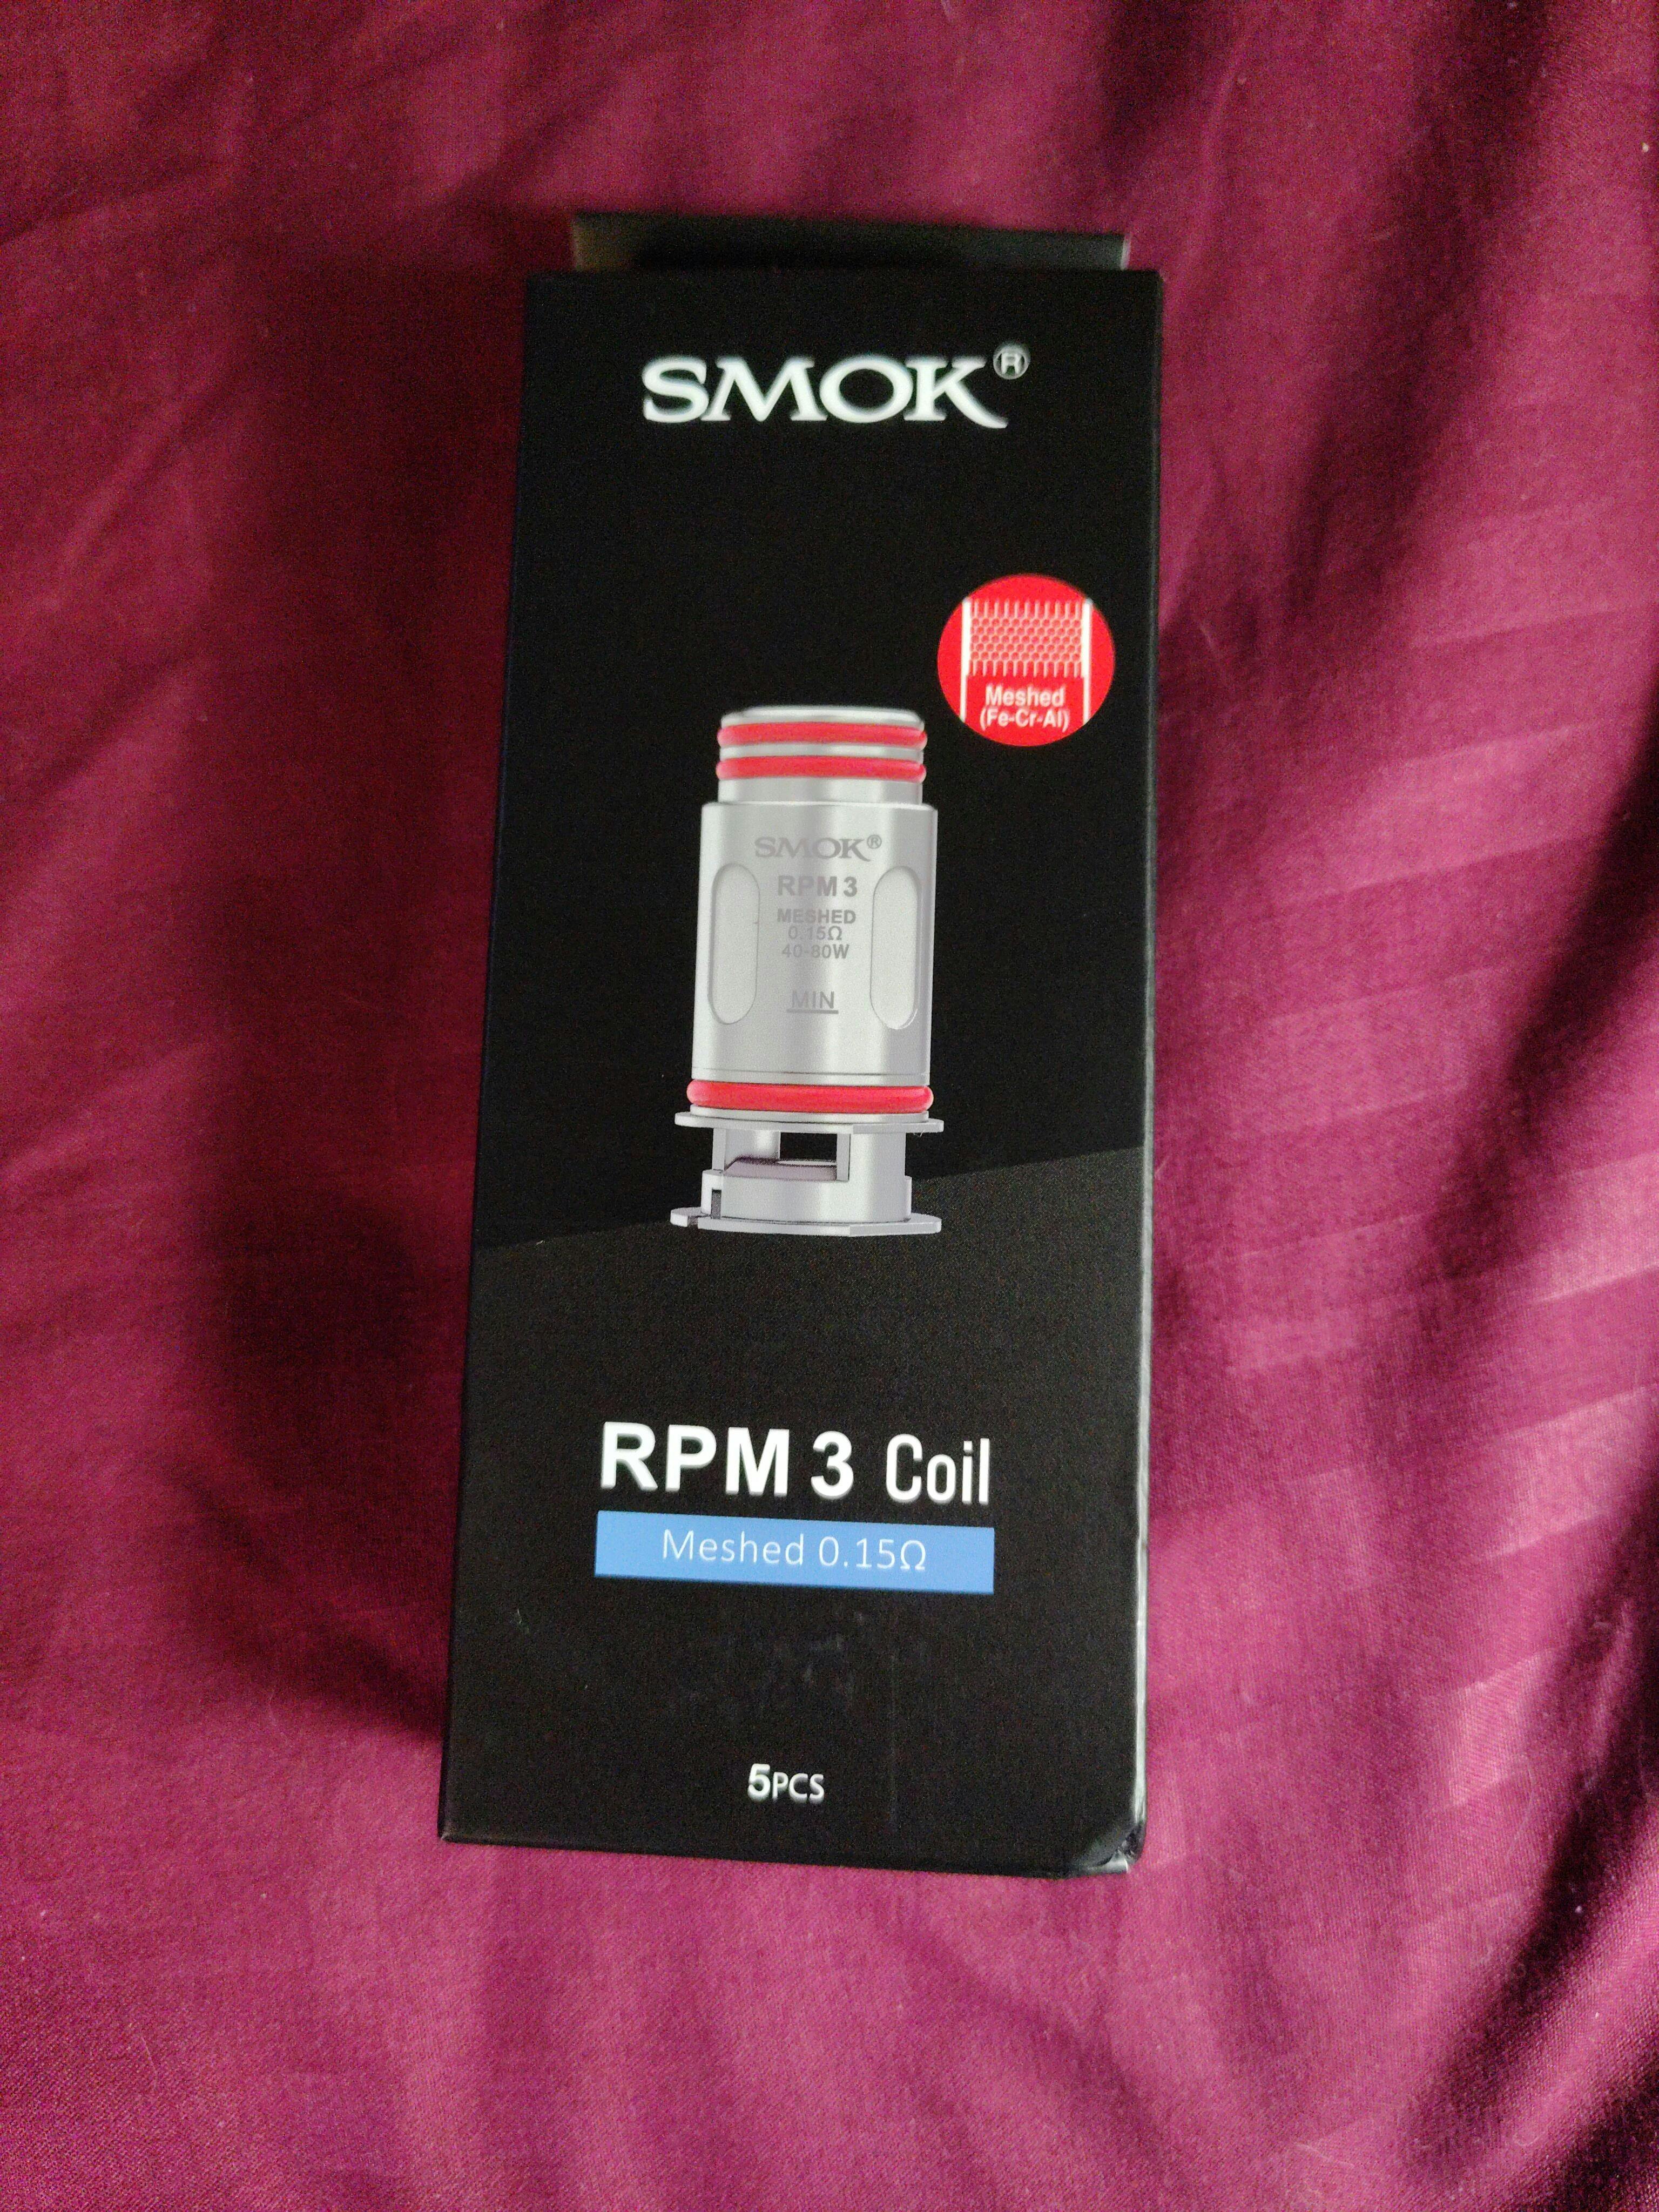 SMOK®
Meshed
(Fe-Cr-Al)
SMOK®
RPM 3
MESHED
0.15Ω
40-80W
MIN
RPM 3 Coil
Meshed 0.15Ω
5PCS